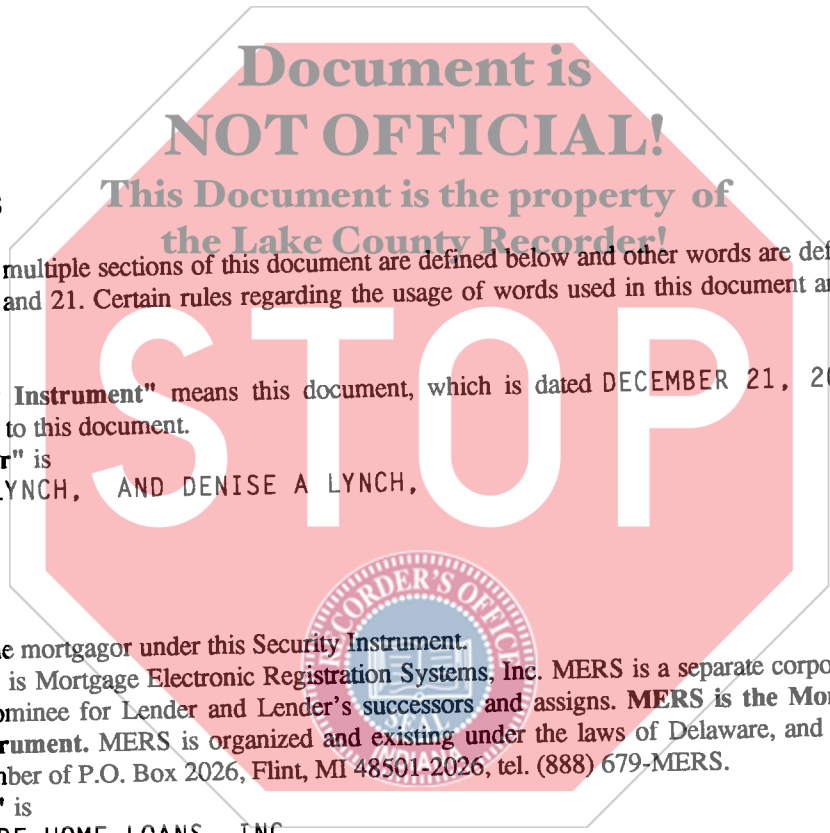 Document is
NOT OFFICIAL!
This Document is the property of
the Lake County Recorder!
multiple sections of this document are defined below and other words are def
and 21. Certain rules regarding the usage of words used in this document a
STOP
Instrument" means this document, which is dated DECEMBER 21, 20
to this document.
r" is
LYNCH, AND DENISE A LYNCH,
RECORDER'S OFFICE
SEAL
INDIANA
e mortgagor under this Security Instrument.
is Mortgage Electronic Registration Systems, Inc. MERS is a separate corpo
ominee for Lender and Lender's successors and assigns. MERS is the Mor
rument. MERS is organized and existing under the laws of Delaware, and
ber of P.O. Box 2026, Flint, MI 48501-2026, tel. (888) 679-MERS.
" is
HOME LOANS, INC